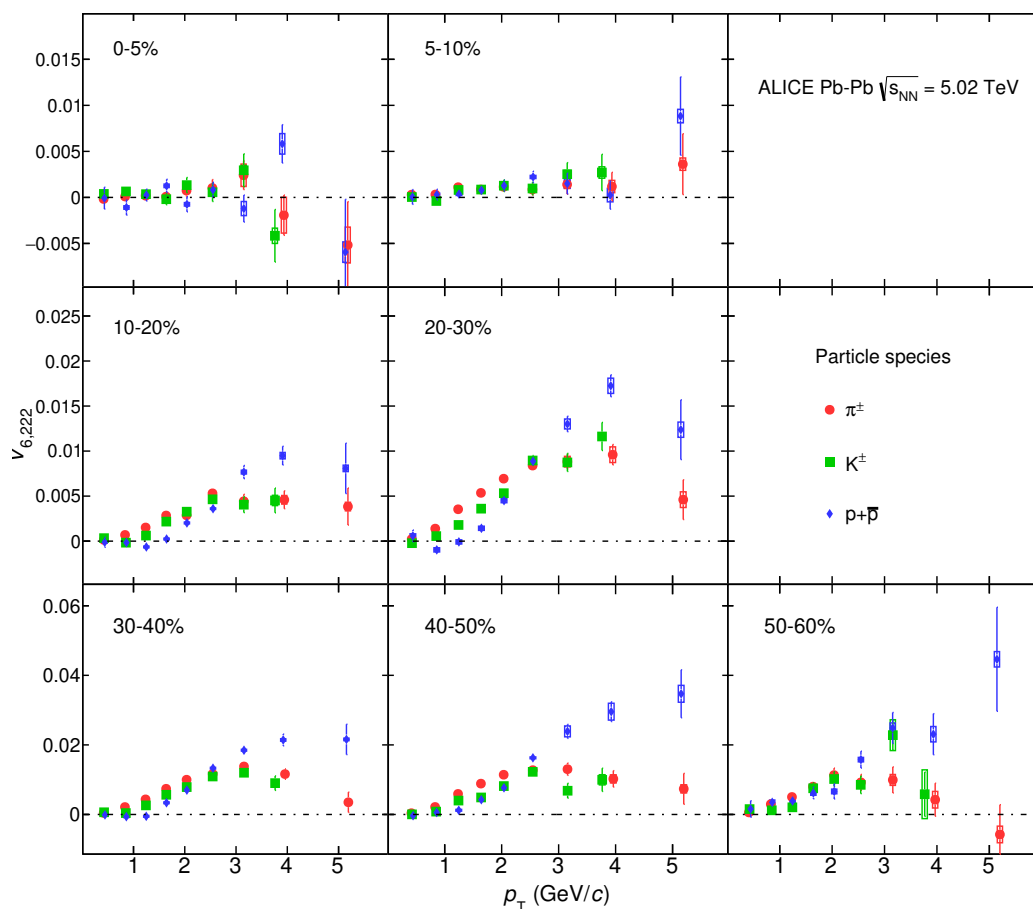 0-5%
5-10%
ALICE Pb-Pb √s_NN = 5.02 TeV
0.015
0.01
0.005
0
−0.005
10-20%
20-30%
Particle species
π±
K±
p+p̅
0.025
0.02
0.015
0.01
0.005
0
v6,222
30-40%
40-50%
50-60%
0.06
0.04
0.02
0
1 2 3 4 5
1 2 3 4 5
1 2 3 4 5
pT (GeV/c)